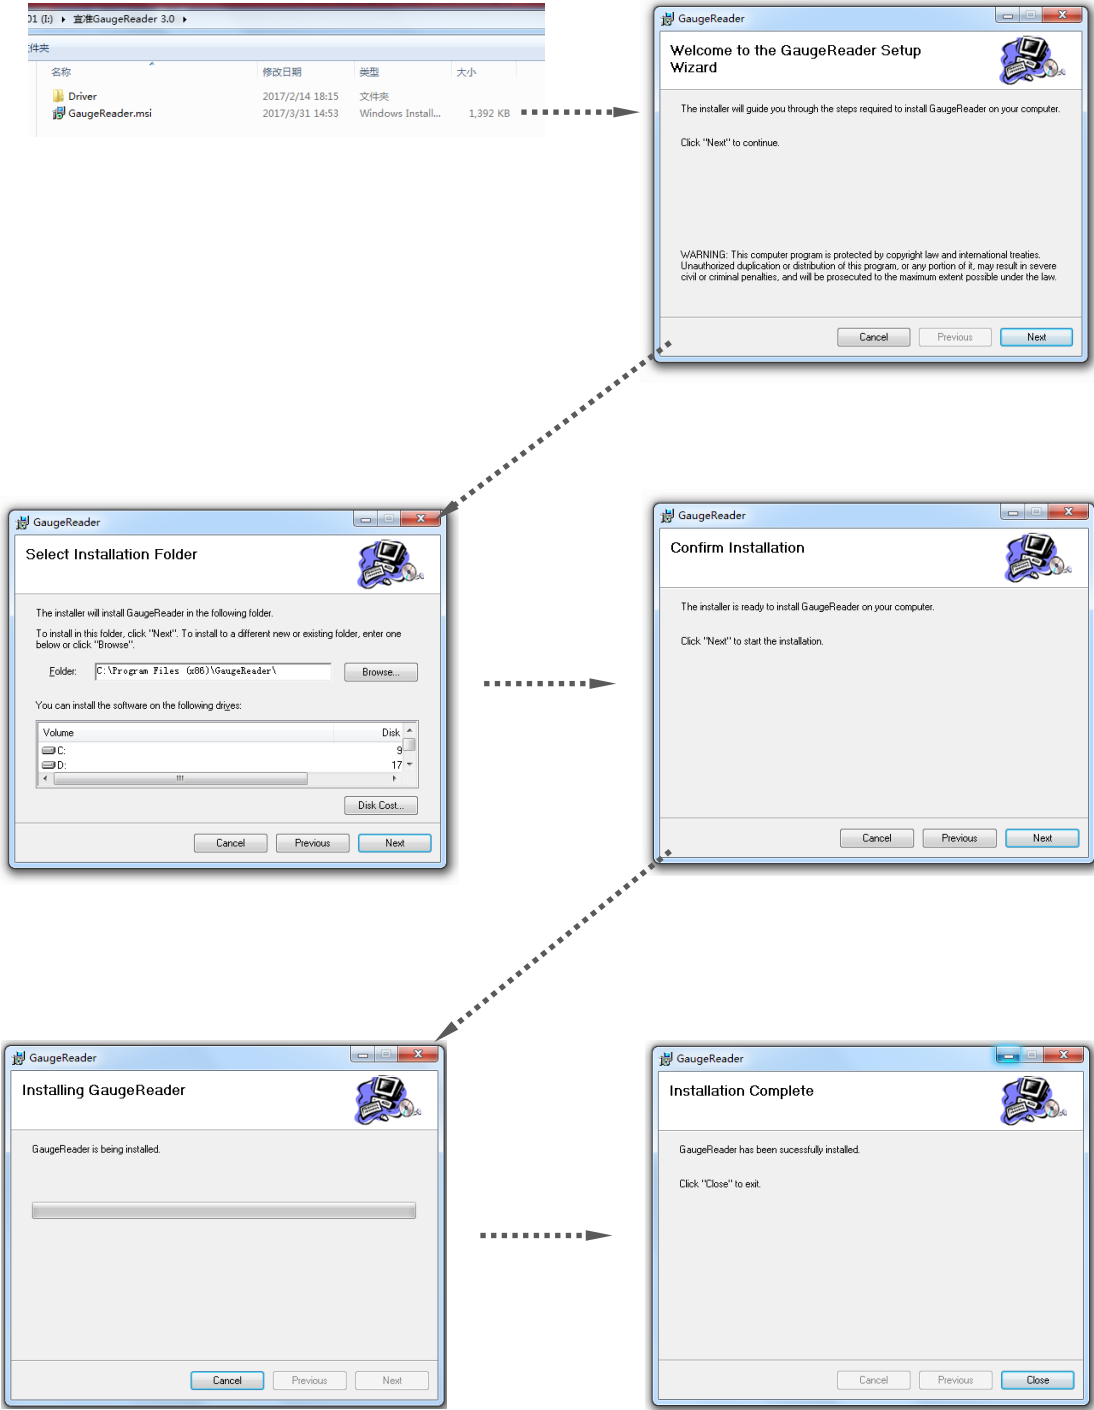 01 (I:) ▸ 宜准GaugeReader 3.0 ▸
件夹
名称 修改日期 类型 大小
Driver 2017/2/14 18:15 文件夹
GaugeReader.msi 2017/3/31 14:53 Windows Install... 1,392 KB
GaugeReader
Welcome to the GaugeReader Setup
Wizard
The installer will guide you through the steps required to install GaugeReader on your computer.
Click "Next" to continue.
WARNING: This computer program is protected by copyright law and international treaties.
Unauthorized duplication or distribution of this program, or any portion of it, may result in severe
civil or criminal penalties, and will be prosecuted to the maximum extent possible under the law.
Cancel Previous Next
GaugeReader
Select Installation Folder
The installer will install GaugeReader in the following folder.
To install in this folder, click "Next". To install to a different new or existing folder, enter one
below or click "Browse".
Folder: C:\Program Files (x86)\GaugeReader\ Browse...
You can install the software on the following drives:
Volume Disk
C: 9
D: 17
Disk Cost...
Cancel Previous Next
GaugeReader
Confirm Installation
The installer is ready to install GaugeReader on your computer.
Click "Next" to start the installation.
Cancel Previous Next
GaugeReader
Installing GaugeReader
GaugeReader is being installed.
Cancel Previous Next
GaugeReader
Installation Complete
GaugeReader has been sucessfully installed.
Click "Close" to exit.
Cancel Previous Close